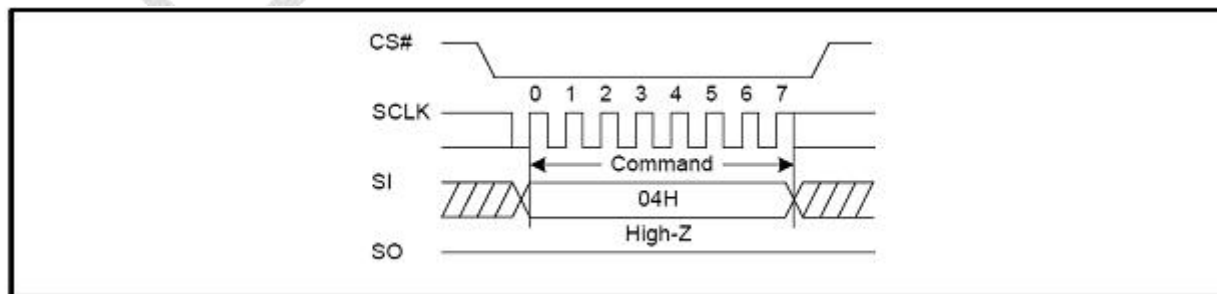 CS#
0 1 2 3 4 5 6 7
SCLK
Command
SI
04H
High-Z
SO